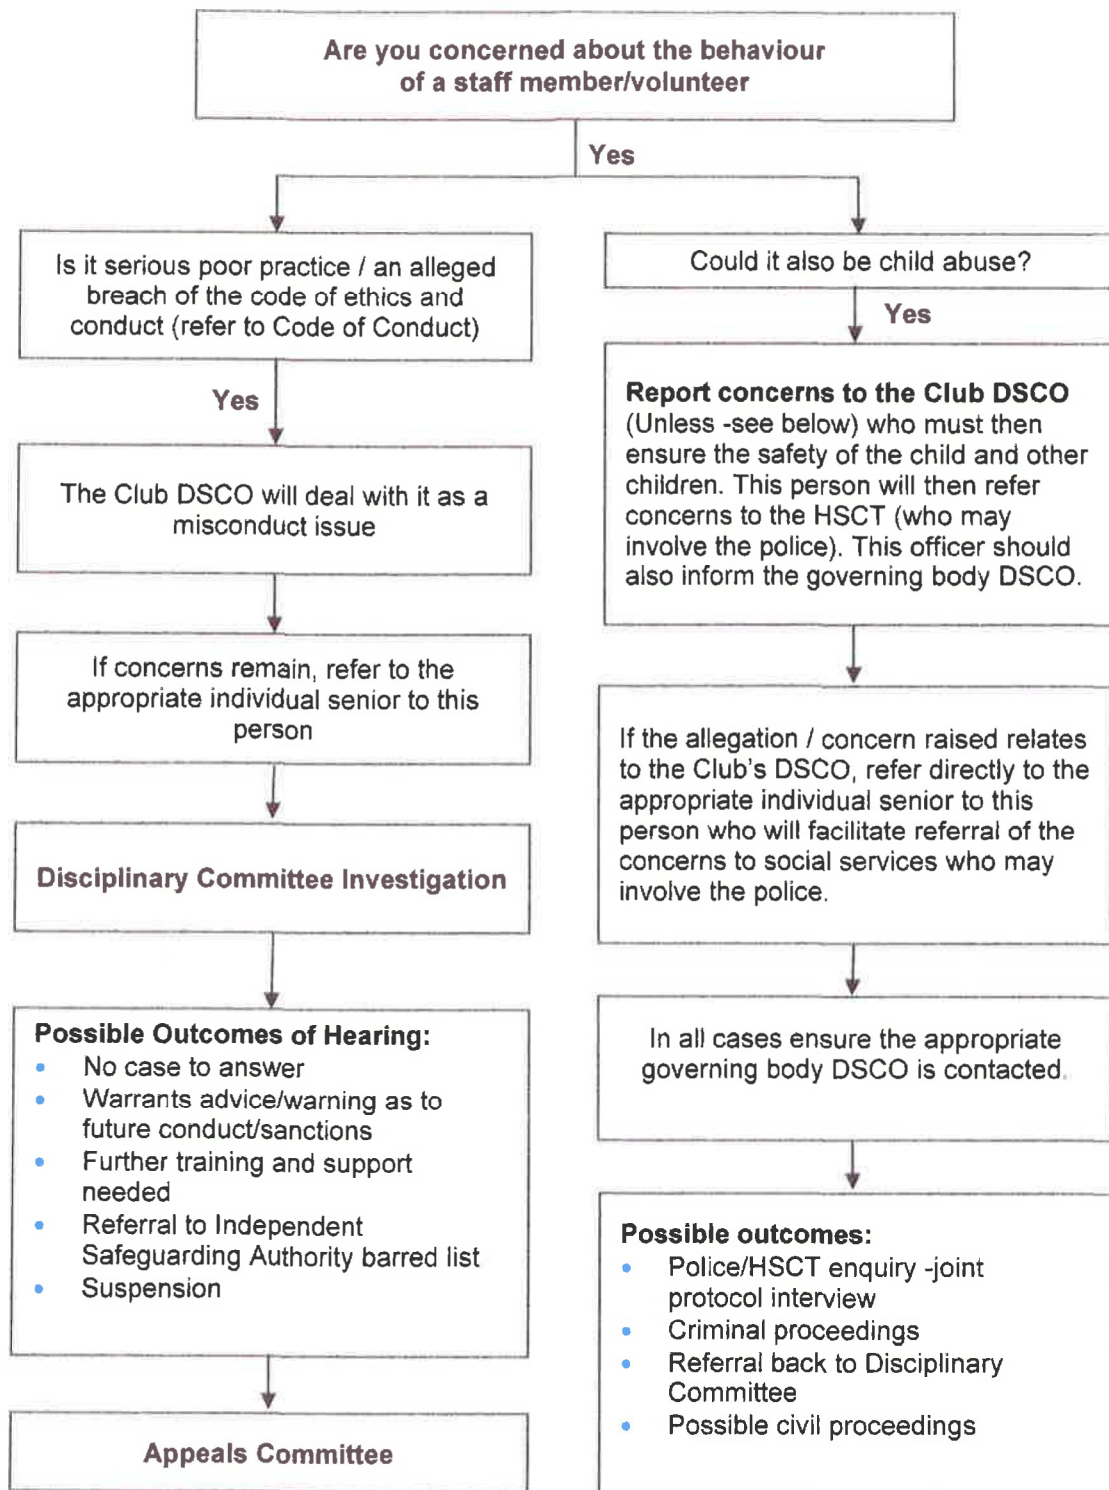 Are you concerned about the behaviour
of a staff member/volunteer
Yes
Is it serious poor practice / an alleged
breach of the code of ethics and
conduct (refer to Code of Conduct)
Yes
The Club DSCO will deal with it as a
misconduct issue
If concerns remain, refer to the
appropriate individual senior to this
person
Disciplinary Committee Investigation
Possible Outcomes of Hearing:
• No case to answer
• Warrants advice/warning as to
future conduct/sanctions
• Further training and support
needed
• Referral to Independent
Safeguarding Authority barred list
• Suspension
Appeals Committee
Could it also be child abuse?
Yes
Report concerns to the Club DSCO
(Unless -see below) who must then
ensure the safety of the child and other
children. This person will then refer
concerns to the HSCT (who may
involve the police). This officer should
also inform the governing body DSCO.
If the allegation / concern raised relates
to the Club's DSCO, refer directly to the
appropriate individual senior to this
person who will facilitate referral of the
concerns to social services who may
involve the police.
In all cases ensure the appropriate
governing body DSCO is contacted.
Possible outcomes:
• Police/HSCT enquiry -joint
protocol interview
• Criminal proceedings
• Referral back to Disciplinary
Committee
• Possible civil proceedings